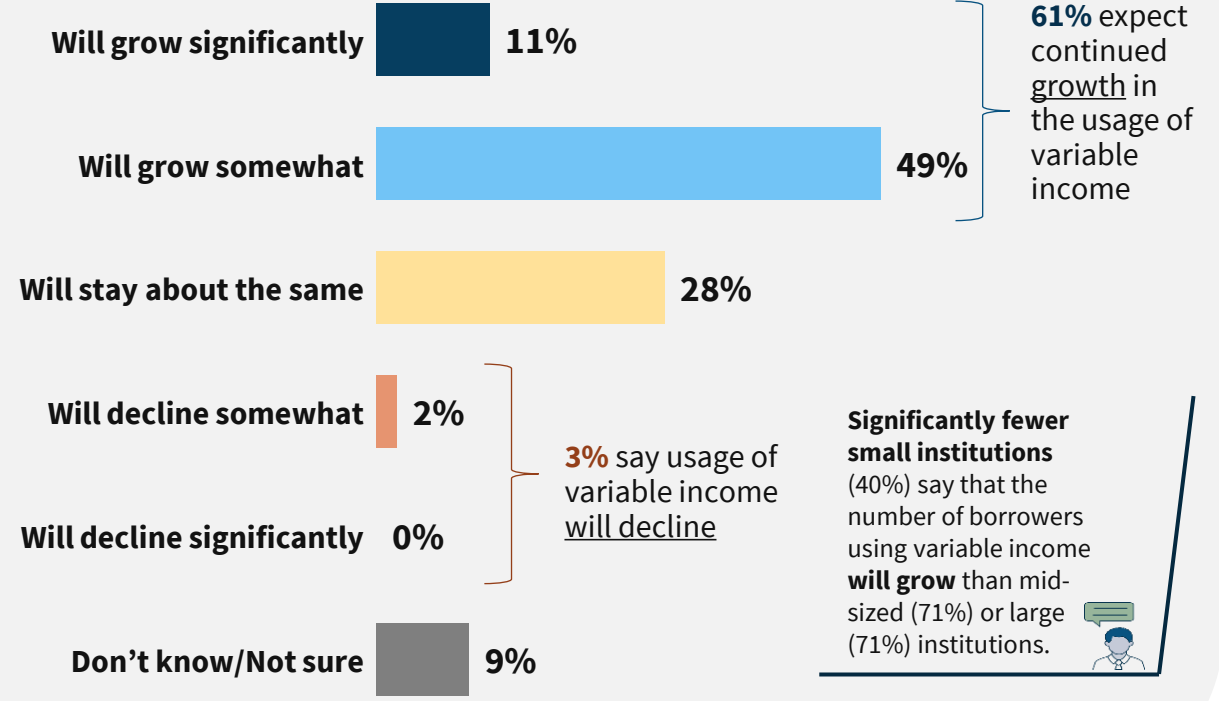 Will grow significantly 11%
Will grow somewhat 49%
61% expect
continued
growth in
the usage of
variable
income
Will stay about the same 28%
Will decline somewhat 2%
Will decline significantly 0%
3% say usage of
variable income
will decline
Don’t know/Not sure 9%
Significantly fewer
small institutions
(40%) say that the
number of borrowers
using variable income
will grow than mid-
sized (71%) or large
(71%) institutions.